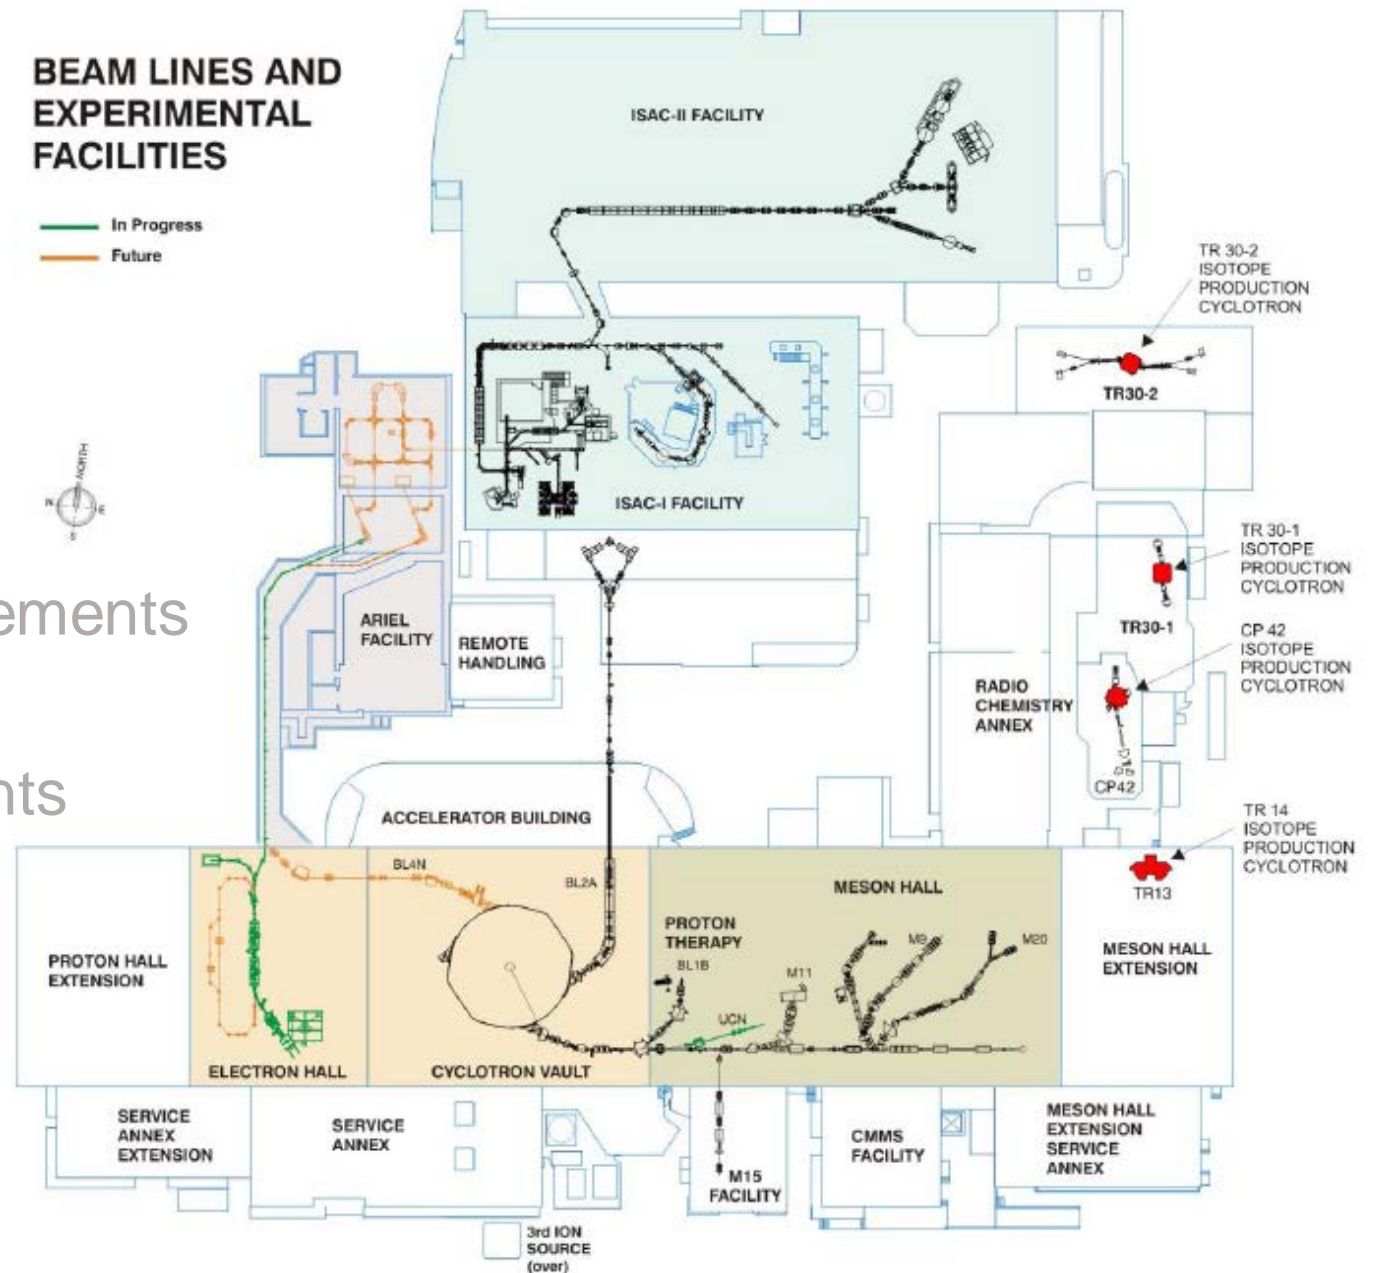 BEAM LINES AND
EXPERIMENTAL
FACILITIES
In Progress
Future
ISAC-II FACILITY
TR 30-2
ISOTOPE
PRODUCTION
CYCLOTRON
TR30-2
NORTH
E
S
ISAC-I FACILITY
TR 30-1
ISOTOPE
PRODUCTION
CYCLOTRON
TR30-1
ements
ARIEL
FACILITY
REMOTE
HANDLING
CP 42
ISOTOPE
PRODUCTION
CYCLOTRON
RADIO
CHEMISTRY
ANNEX
CP42
nts
ACCELERATOR BUILDING
TR 14
ISOTOPE
PRODUCTION
CYCLOTRON
TR13
BL4N
BL2A
MESON HALL
PROTON
THERAPY
BL1B
M11
M9
M20
UCN
PROTON HALL
EXTENSION
MESON HALL
EXTENSION
ELECTRON HALL
CYCLOTRON VAULT
SERVICE
ANNEX
EXTENSION
SERVICE
ANNEX
M15
FACILITY
CMMS
FACILITY
MESON HALL
EXTENSION
SERVICE
ANNEX
3rd ION
SOURCE
(over)